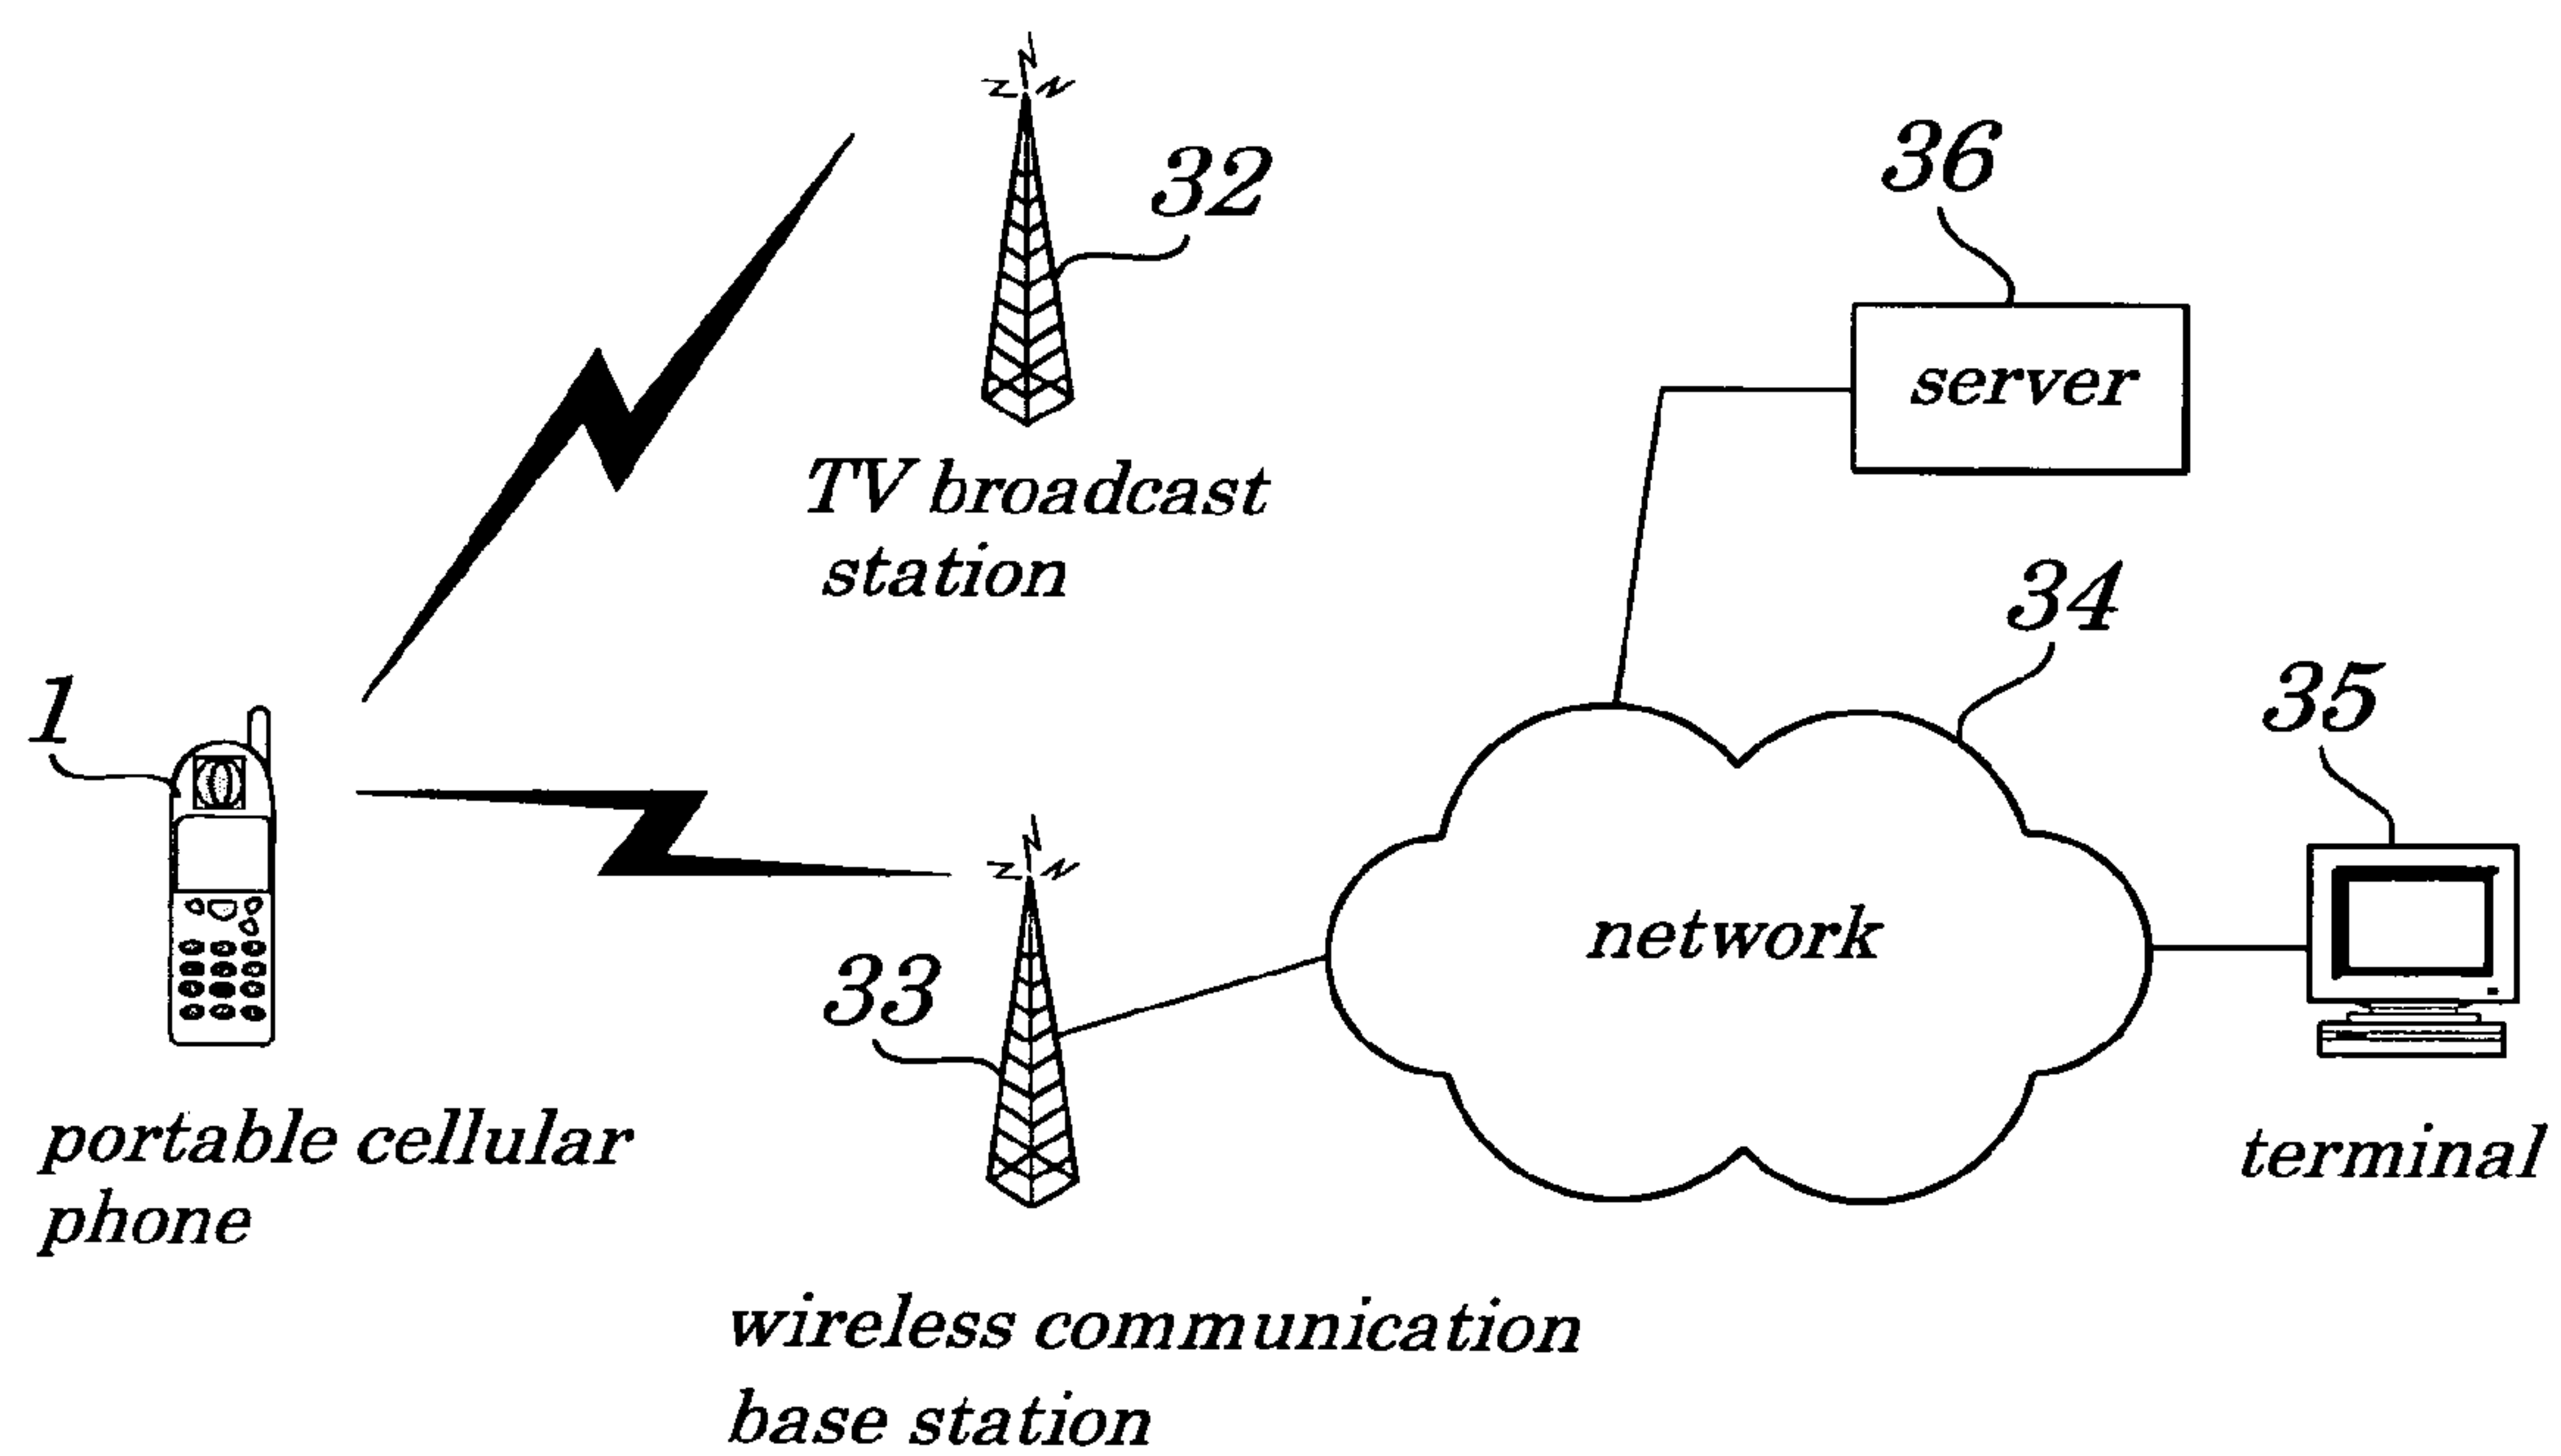 32
36
server
TV broadcast
station
34
1
35
network
33
portable cellular
phone
terminal
wireless communication
base station